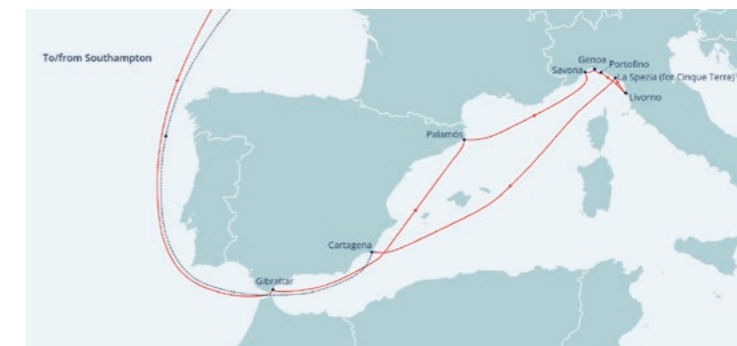 To/from Southampton
Genoa
Portofino
Savona
La Spezia (for Cinque Terre)
Livorno
Palamós
Cartagena
Gibraltar